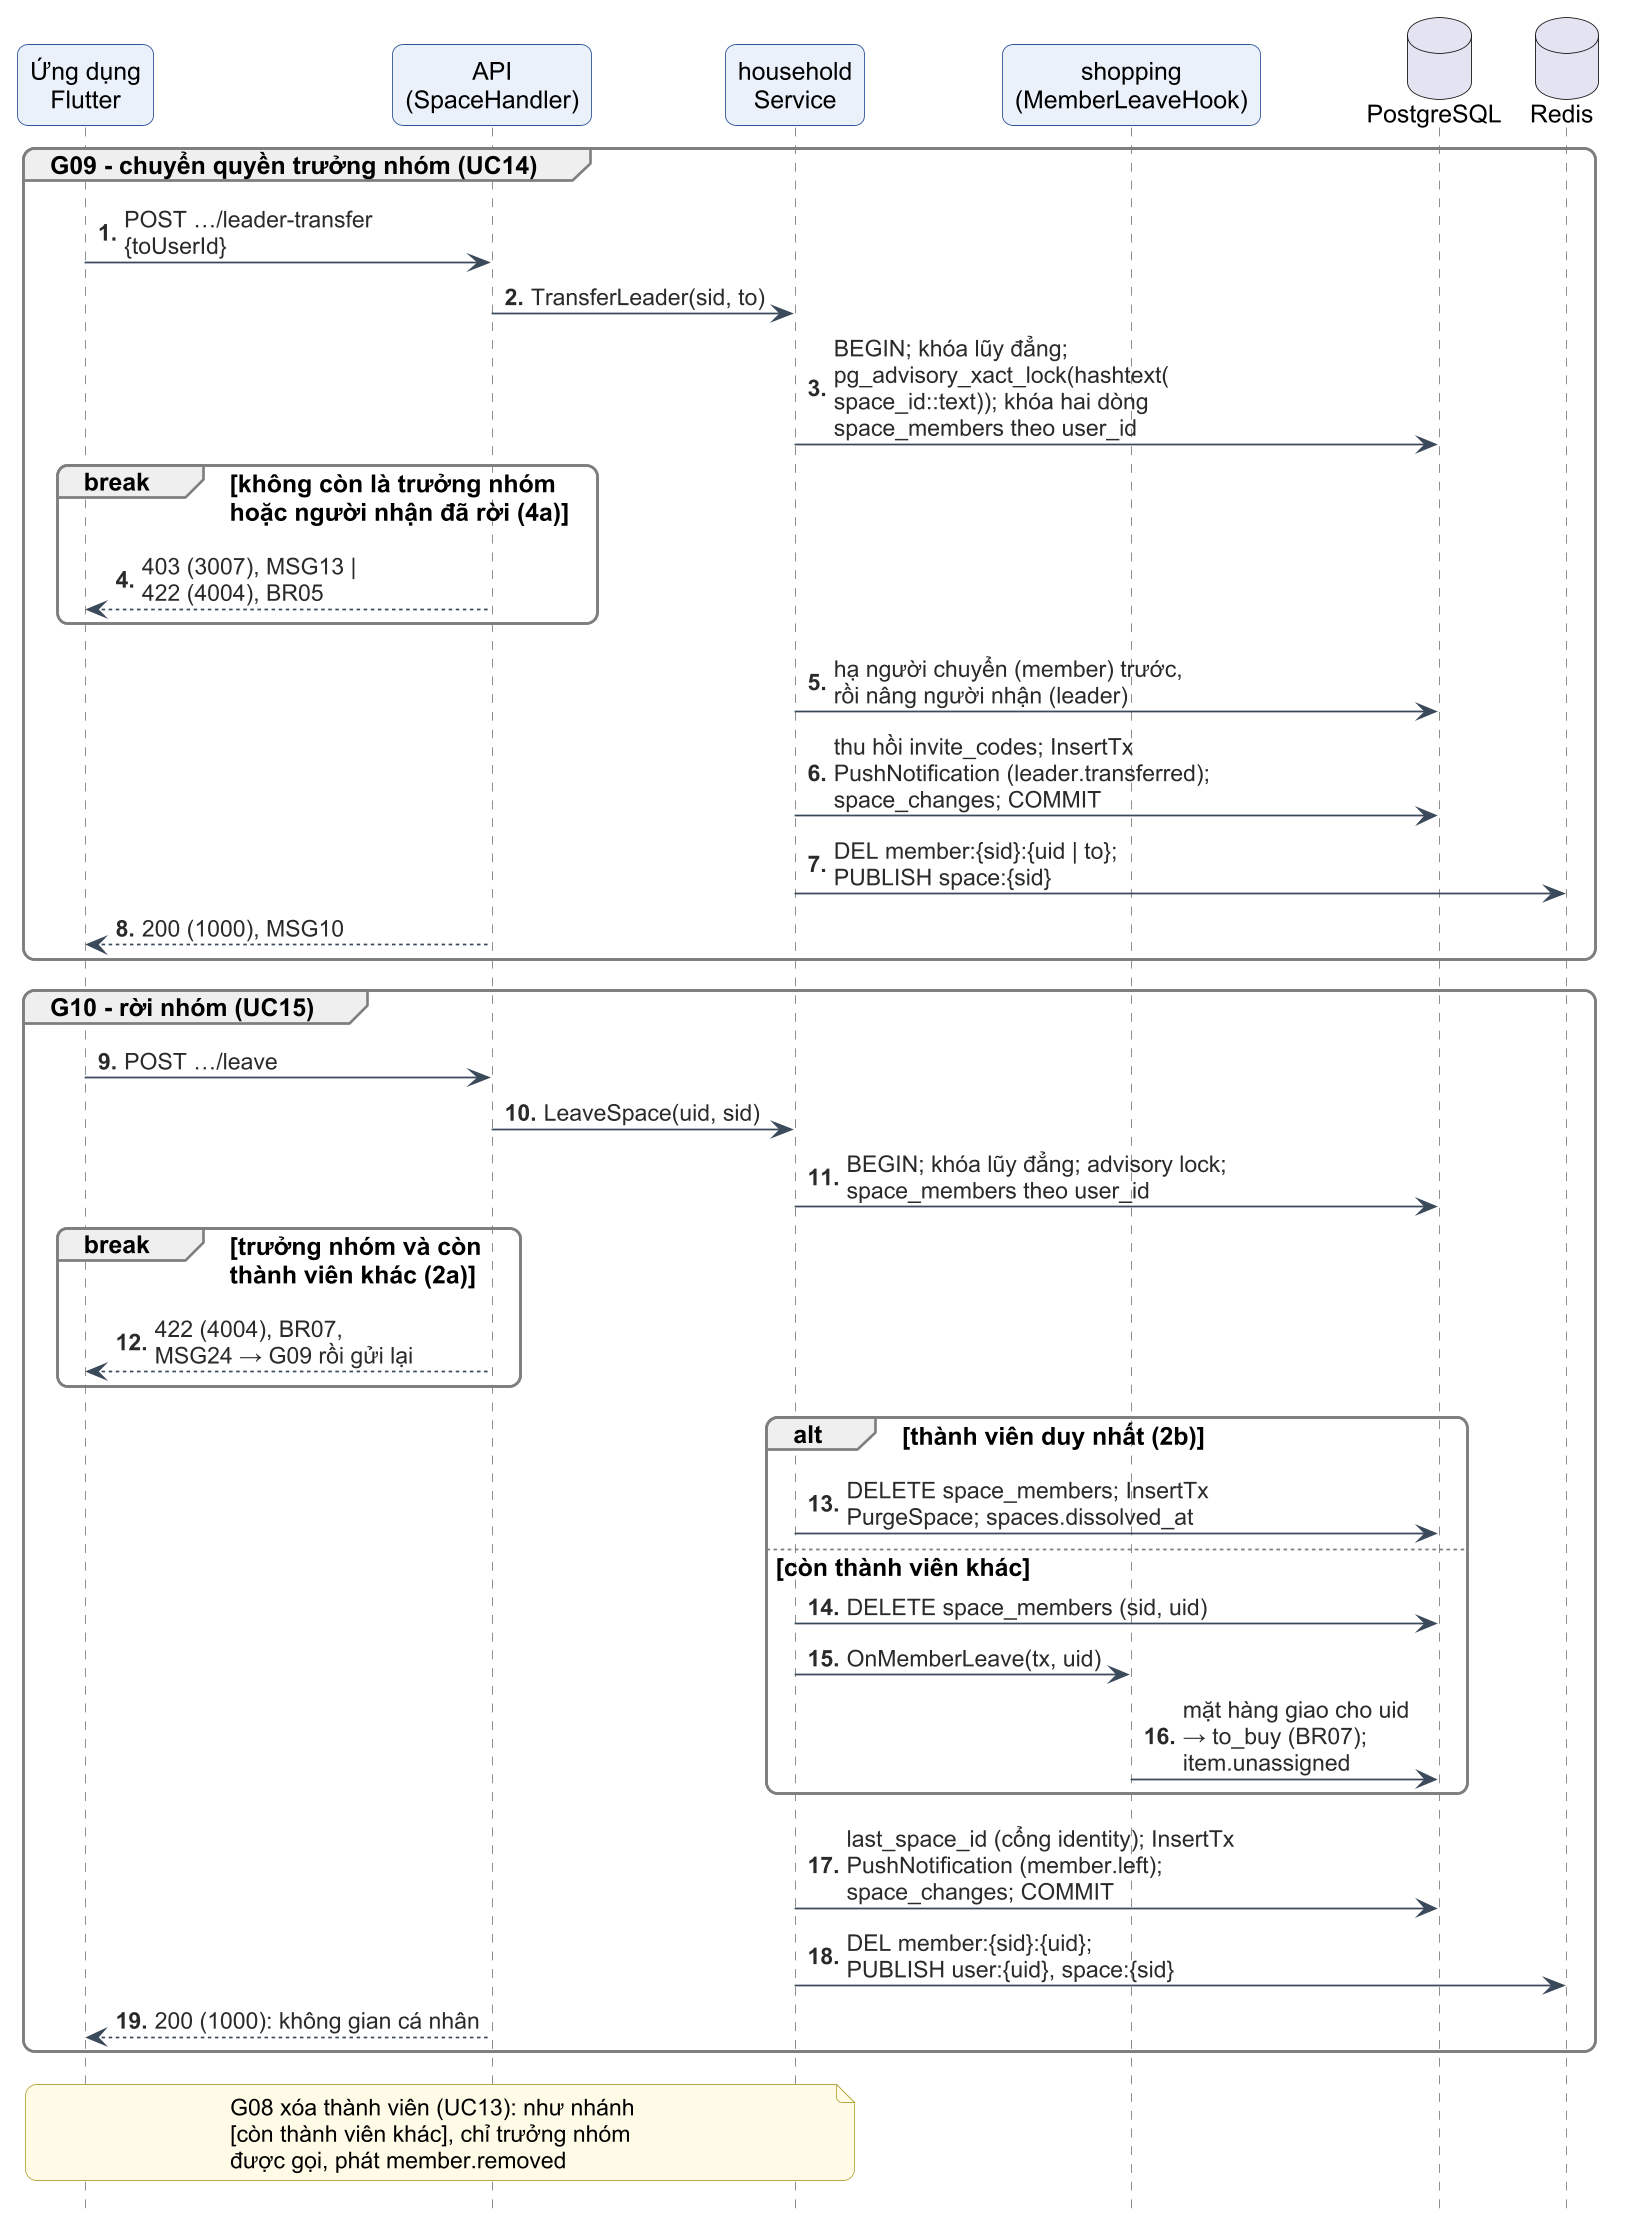 Ứng dụng
Flutter
API
(SpaceHandler)
household
Service
shopping
(MemberLeaveHook)
PostgreSQL
Redis
G09 - chuyển quyền trưởng nhóm (UC14)
1. POST …/leader-transfer
{toUserId}
2. TransferLeader(sid, to)
BEGIN; khóa lũy đẳng;
3. pg_advisory_xact_lock(hashtext(
space_id::text)); khóa hai dòng
space_members theo user_id
break [không còn là trưởng nhóm
hoặc người nhận đã rời (4a)]
4. 403 (3007), MSG13 |
422 (4004), BR05
5. hạ người chuyển (member) trước,
rồi nâng người nhận (leader)
thu hồi invite_codes; InsertTx
6. PushNotification (leader.transferred);
space_changes; COMMIT
7. DEL member:{sid}:{uid | to};
PUBLISH space:{sid}
8. 200 (1000), MSG10
G10 - rời nhóm (UC15)
9. POST …/leave
10. LeaveSpace(uid, sid)
11. BEGIN; khóa lũy đẳng; advisory lock;
space_members theo user_id
break [trưởng nhóm và còn
thành viên khác (2a)]
12. 422 (4004), BR07,
MSG24 → G09 rồi gửi lại
alt [thành viên duy nhất (2b)]
13. DELETE space_members; InsertTx
PurgeSpace; spaces.dissolved_at
[còn thành viên khác]
14. DELETE space_members (sid, uid)
15. OnMemberLeave(tx, uid)
mặt hàng giao cho uid
16. → to_buy (BR07);
item.unassigned
last_space_id (cổng identity); InsertTx
17. PushNotification (member.left);
space_changes; COMMIT
18. DEL member:{sid}:{uid};
PUBLISH user:{uid}, space:{sid}
19. 200 (1000): không gian cá nhân
G08 xóa thành viên (UC13): như nhánh
[còn thành viên khác], chỉ trưởng nhóm
được gọi, phát member.removed